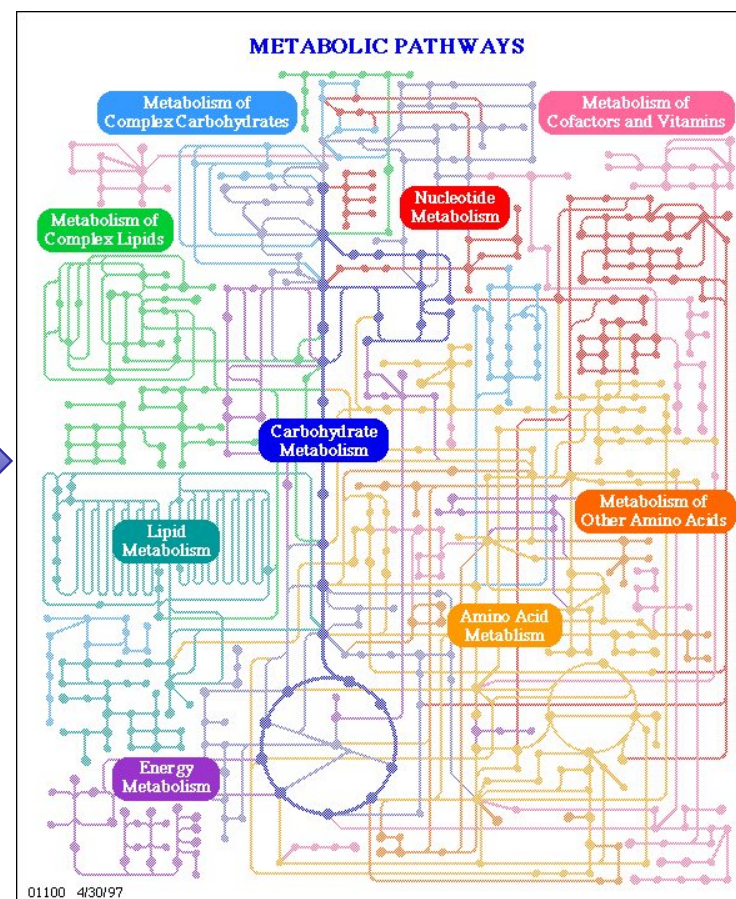 METABOLIC PATHWAYS
Metabolism of
Complex Carbohydrates
Metabolism of
Cofactors and Vitamins
Nucleotide
Metabolism
Metabolism of
Complex Lipids
Carbohydrate
Metabolism
Metabolism of
Other Amino Acids
Lipid
Metabolism
Amino Acid
Metablism
Energy
Metabolism
01100 4/30/97